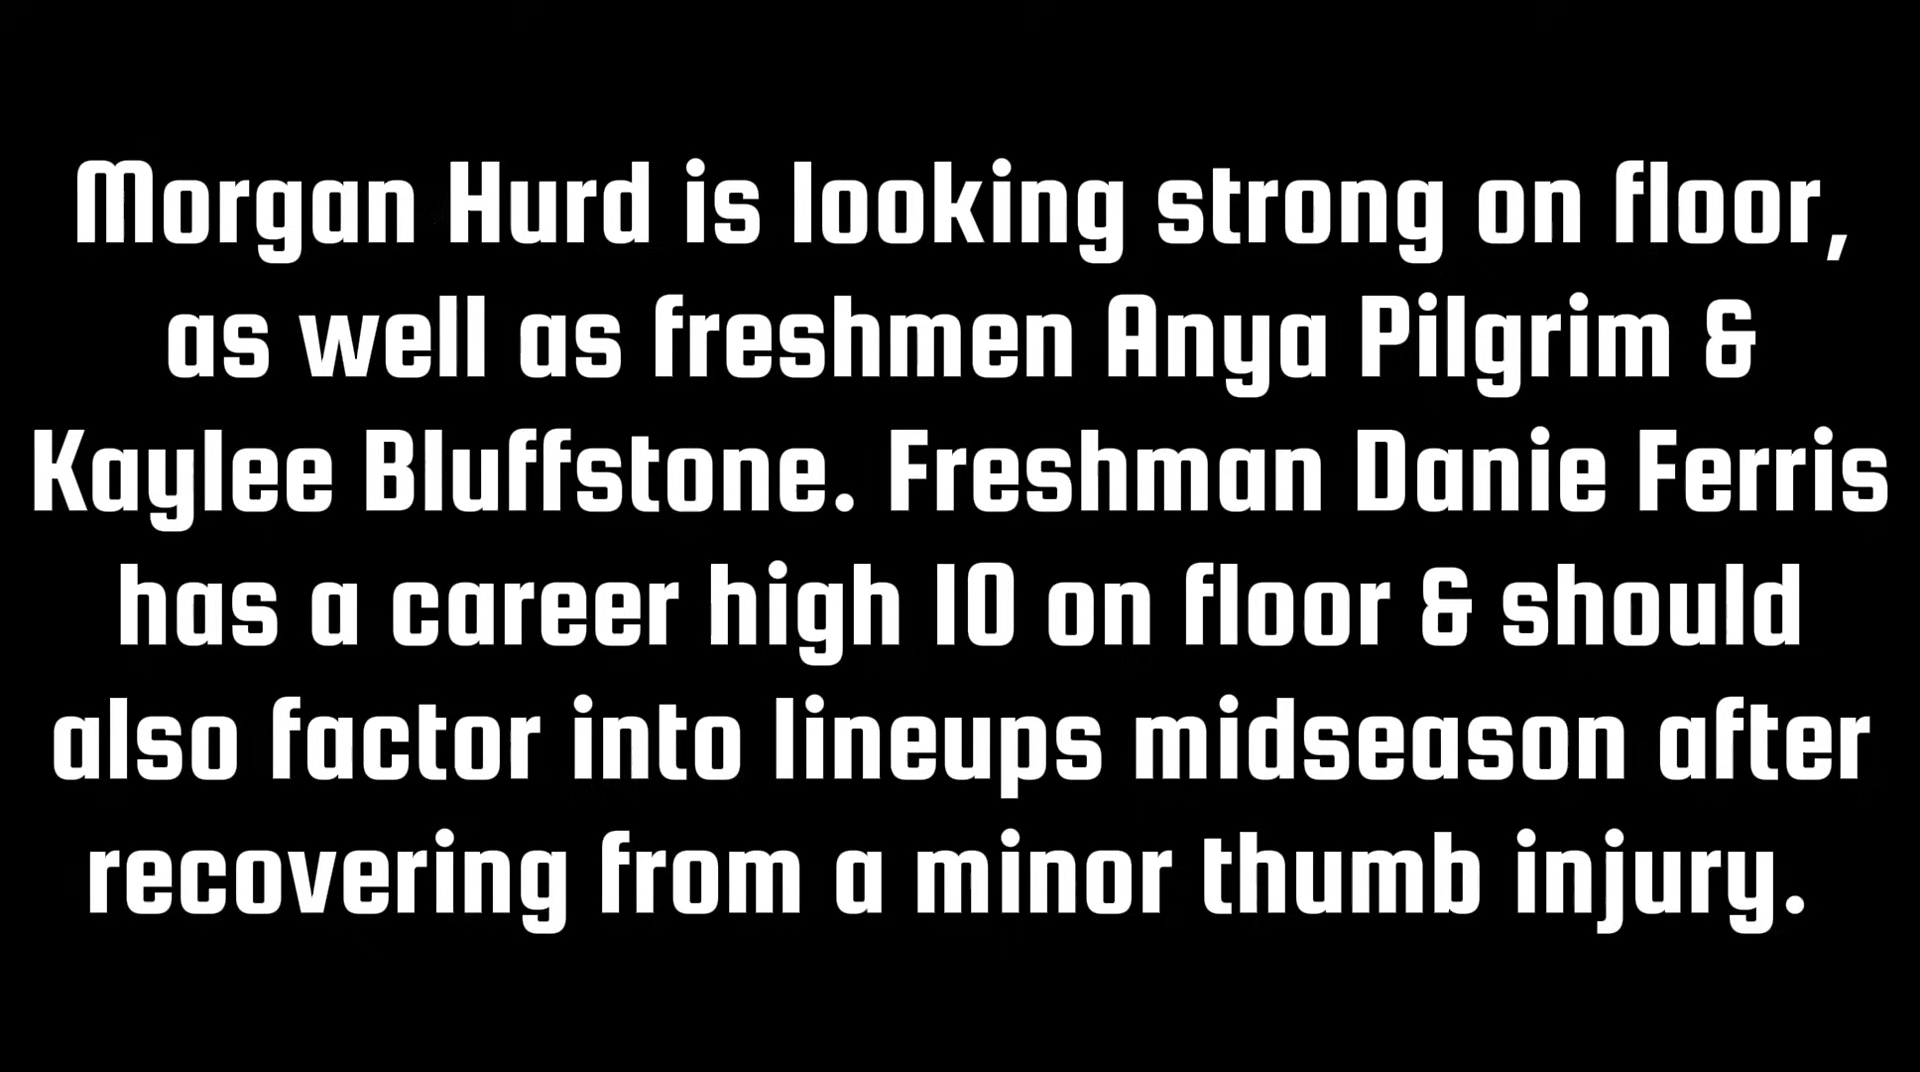 Morgan Hurd is looking strong on floor,
as well as freshmen Anya Pilgrim &
Kaylee Bluffstone. Freshman Danie Ferris
has a career high 10 on floor & should
also factor into lineups midseason after
recovering from a minor thumb injury.